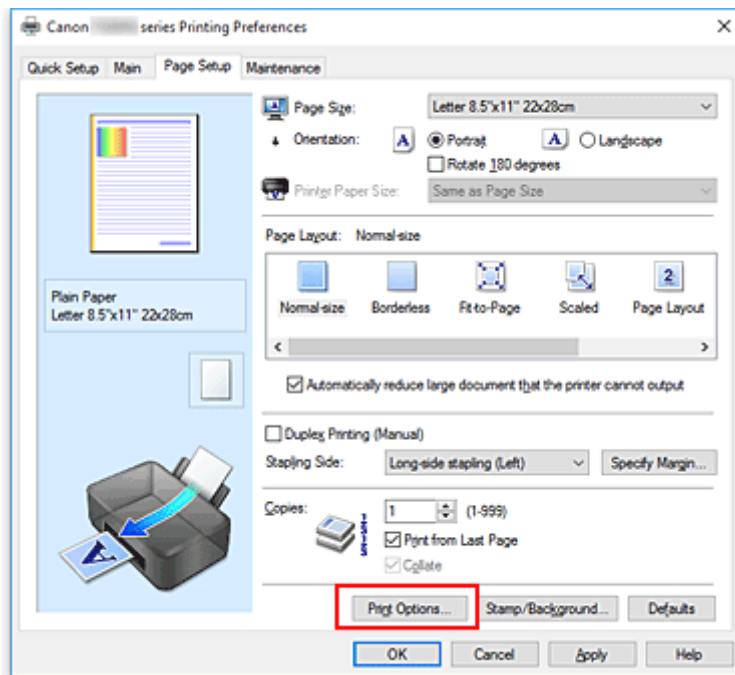 Canon series Printing Preferences
Quick Setup Main Page Setup Maintenance
Page Size: Letter 8.5"x11" 22x28cm
Orientation: A Portrait A Landscape
Rotate 180 degrees
Printer Paper Size: Same as Page Size
Page Layout: Normal-size
2
Normal-size Borderless Fit-to-Page Scaled Page Layout
Plain Paper
Letter 8.5"x11" 22x28cm
Automatically reduce large document that the printer cannot output
Duplex Printing (Manual)
Stapling Side: Long-side stapling (Left) Specify Margin...
Copies: 1 (1-999)
Print from Last Page
Collate
A
Print Options... Stamp/Background... Defaults
OK Cancel Apply Help